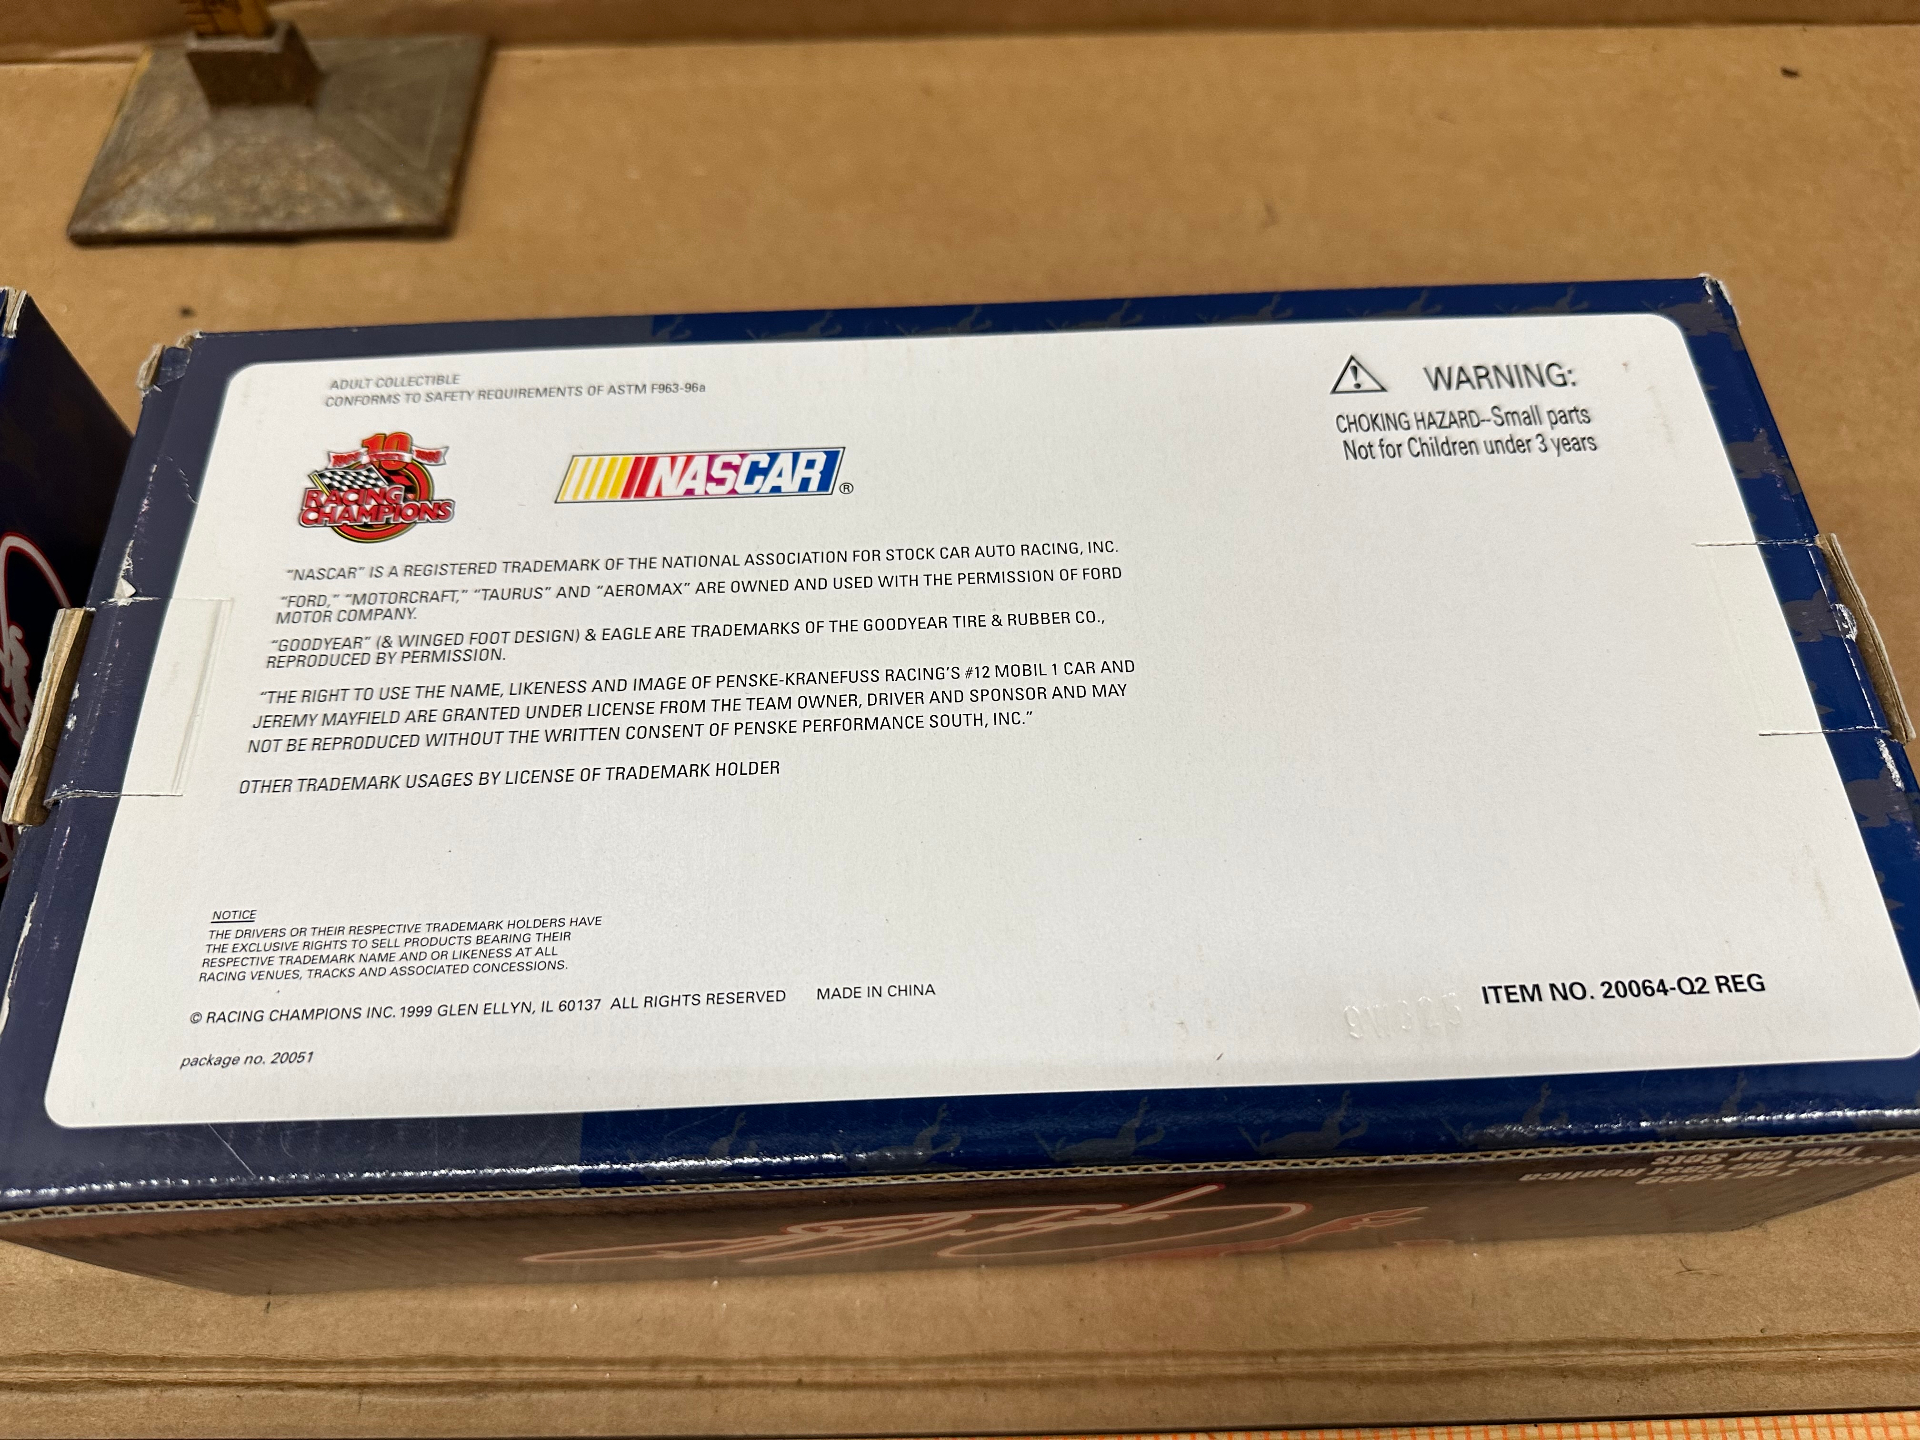 ADULT COLLECTIBLE
CONFORMS TO SAFETY REQUIREMENTS OF ASTM F963-96a
WARNING:
CHOKING HAZARD--Small parts
Not for Children under 3 years
10
RACING
CHAMPIONS
NASCAR®
"NASCAR" IS A REGISTERED TRADEMARK OF THE NATIONAL ASSOCIATION FOR STOCK CAR AUTO RACING, INC.
"FORD," "MOTORCRAFT," "TAURUS" AND "AEROMAX" ARE OWNED AND USED WITH THE PERMISSION OF FORD
MOTOR COMPANY.
"GOODYEAR" (& WINGED FOOT DESIGN) & EAGLE ARE TRADEMARKS OF THE GOODYEAR TIRE & RUBBER CO.,
REPRODUCED BY PERMISSION.
"THE RIGHT TO USE THE NAME, LIKENESS AND IMAGE OF PENSKE-KRANEFUSS RACING'S #12 MOBIL 1 CAR AND
JEREMY MAYFIELD ARE GRANTED UNDER LICENSE FROM THE TEAM OWNER, DRIVER AND SPONSOR AND MAY
NOT BE REPRODUCED WITHOUT THE WRITTEN CONSENT OF PENSKE PERFORMANCE SOUTH, INC."
OTHER TRADEMARK USAGES BY LICENSE OF TRADEMARK HOLDER
NOTICE
THE DRIVERS OR THEIR RESPECTIVE TRADEMARK HOLDERS HAVE
THE EXCLUSIVE RIGHTS TO SELL PRODUCTS BEARING THEIR
RESPECTIVE TRADEMARK NAME AND OR LIKENESS AT ALL
RACING VENUES, TRACKS AND ASSOCIATED CONCESSIONS.
© RACING CHAMPIONS INC. 1999 GLEN ELLYN, IL 60137 ALL RIGHTS RESERVED MADE IN CHINA
package no. 20051
ITEM NO. 20064-Q2 REG
Replica
Two Car